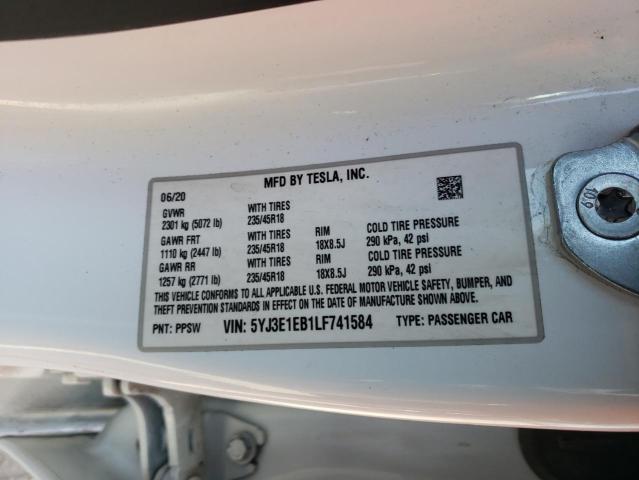 MFD BY TESLA, INC.
06/20
GVWR WITH TIRES
2301 kg (5072 lb) 235/45R18
GAWR FRT WITH TIRES RIM COLD TIRE PRESSURE
1110 kg (2447 lb) 235/45R18 18X8.5J 290 kPa, 42 psi
GAWR RR WITH TIRES RIM COLD TIRE PRESSURE
1257 kg (2771 lb) 235/45R18 18X8.5J 290 kPa, 42 psi
THIS VEHICLE CONFORMS TO ALL APPLICABLE U.S. FEDERAL MOTOR VEHICLE SAFETY, BUMPER, AND
THEFT PREVENTION STANDARDS IN EFFECT ON THE DATE OF MANUFACTURE SHOWN ABOVE.
PNT: PPSW VIN: 5YJ3E1EB1LF741584 TYPE: PASSENGER CAR